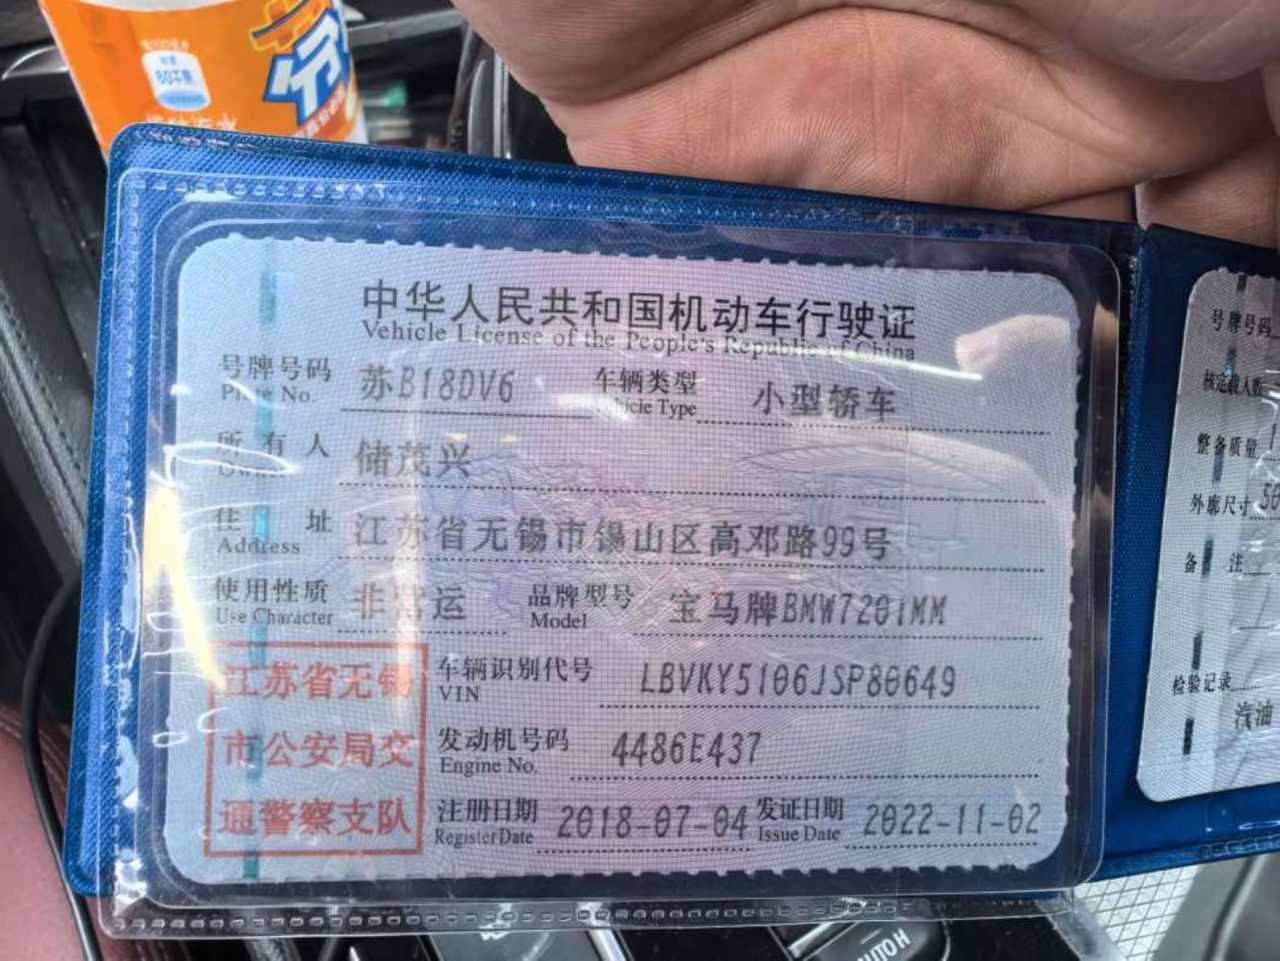 80千焦
中华人民共和国机动车行驶证
Vehicle License of the People's Republic of China
号牌号码 苏B18DV6 车辆类型 小型轿车
Plate No. Vehicle Type
所有人 储茂兴
Owner
住址 江苏省无锡市锡山区高邓路99号
Address
使用性质 非营运 品牌型号 宝马牌BMW7201MM
Use Character Model
江苏省无锡
市公安局交
通警察支队
车辆识别代号 LBVKY5106JSP80649
VIN
发动机号码 4486E437
Engine No.
注册日期 2018-07-04 发证日期 2022-11-02
Register Date Issue Date
号牌号码
核定载人数
整备质量
外廓尺寸
备注
检验记录
汽油